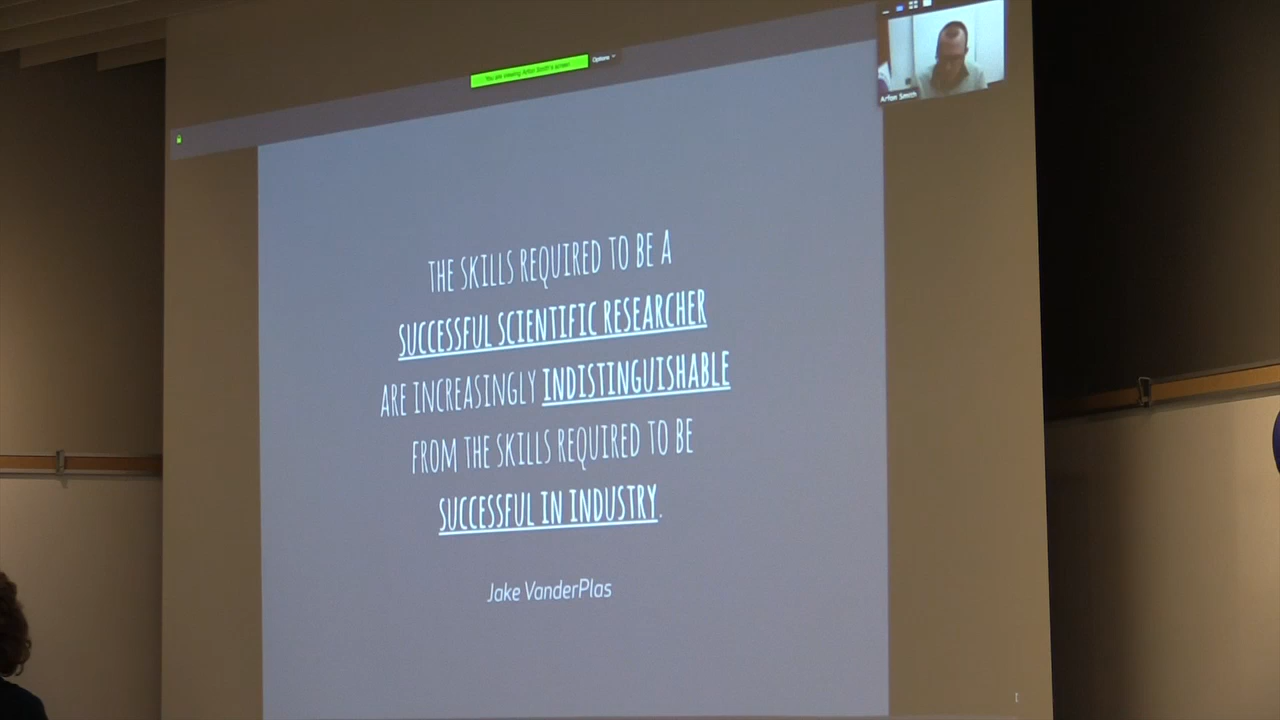 You are viewing Arfon Smith's screen
Options
Arfon Smith
THE SKILLS REQUIRED TO BE A
SUCCESSFUL SCIENTIFIC RESEARCHER
ARE INCREASINGLY INDISTINGUISHABLE
FROM THE SKILLS REQUIRED TO BE
SUCCESSFUL IN INDUSTRY.
Jake VanderPlas